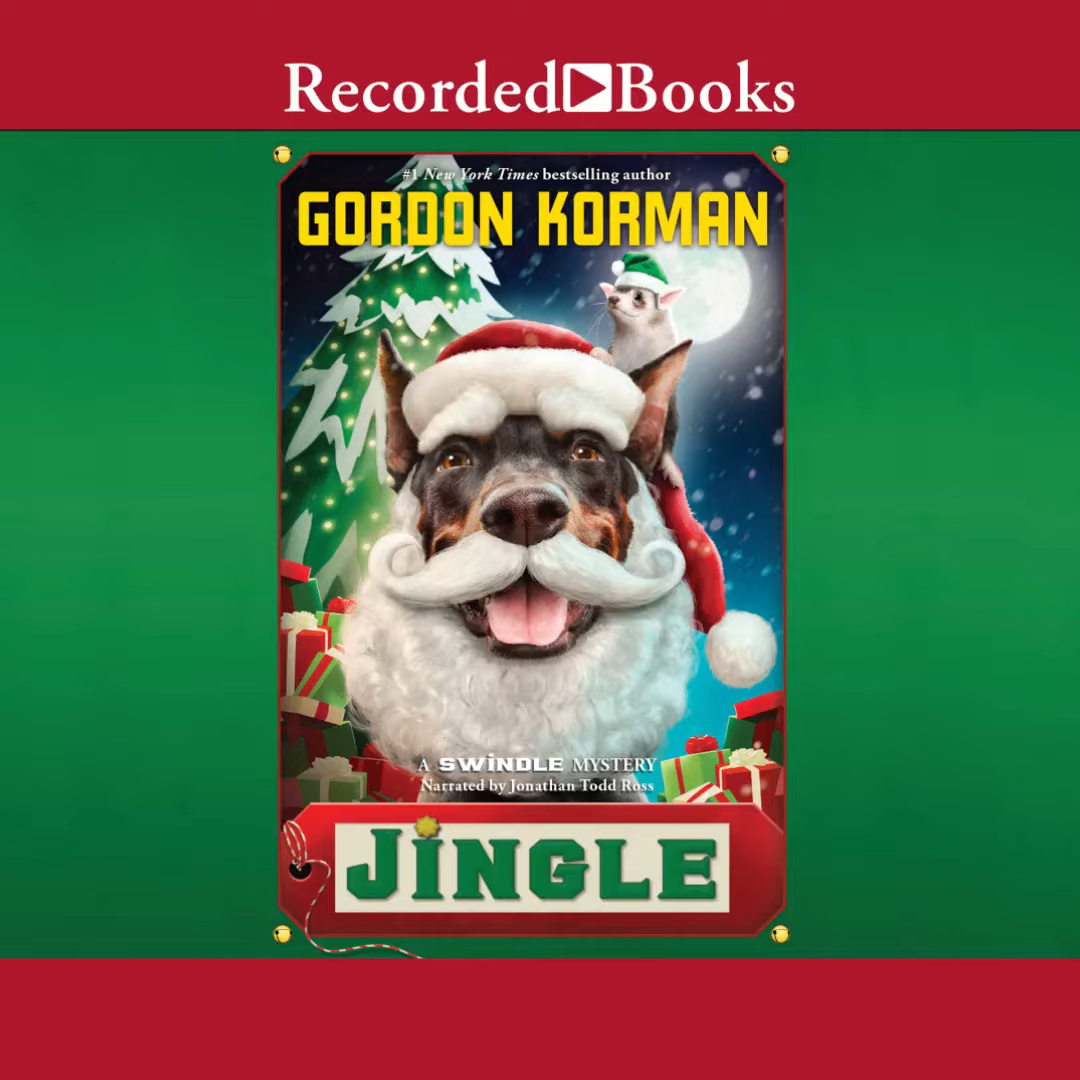 Recorded Books
#1 New York Times bestselling author
GORDON KORMAN
A SWiNDLE MYSTERY
Narrated by Jonathan Todd Ross
JiNGLE